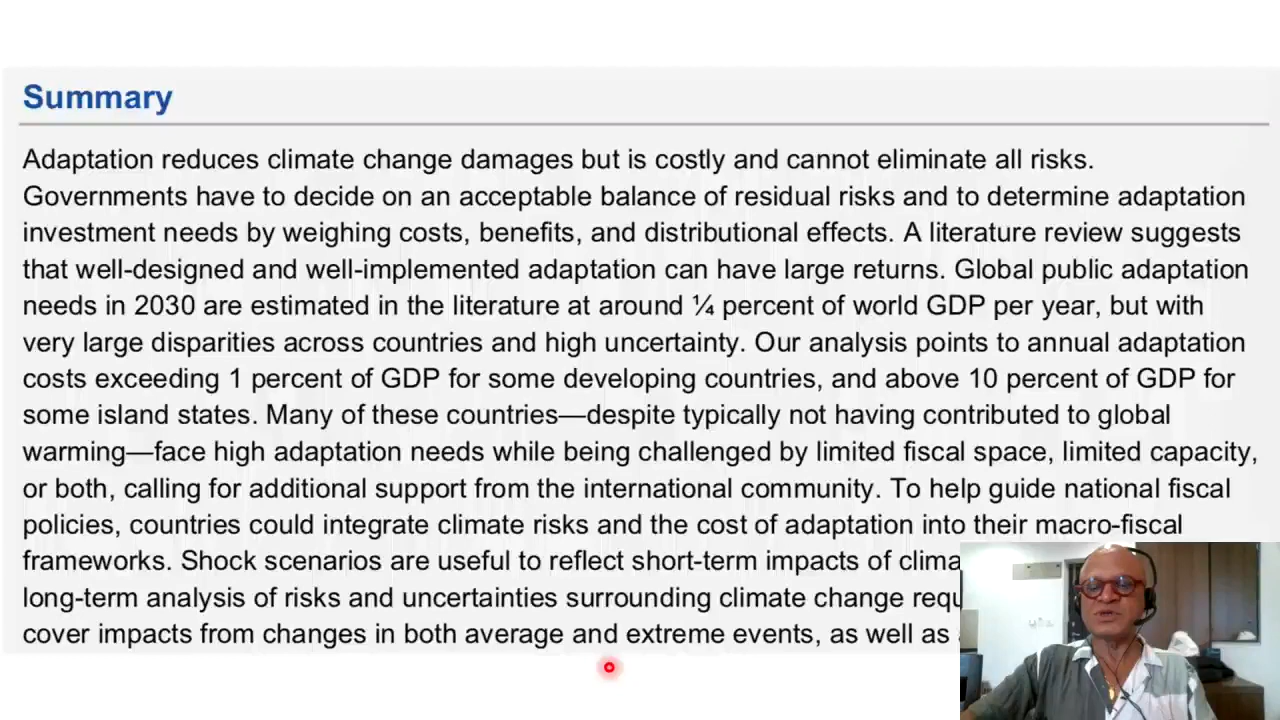 Summary
Adaptation reduces climate change damages but is costly and cannot eliminate all risks.
Governments have to decide on an acceptable balance of residual risks and to determine adaptation
investment needs by weighing costs, benefits, and distributional effects. A literature review suggests
that well-designed and well-implemented adaptation can have large returns. Global public adaptation
needs in 2030 are estimated in the literature at around ¼ percent of world GDP per year, but with
very large disparities across countries and high uncertainty. Our analysis points to annual adaptation
costs exceeding 1 percent of GDP for some developing countries, and above 10 percent of GDP for
some island states. Many of these countries—despite typically not having contributed to global
warming—face high adaptation needs while being challenged by limited fiscal space, limited capacity,
or both, calling for additional support from the international community. To help guide national fiscal
policies, countries could integrate climate risks and the cost of adaptation into their macro-fiscal
frameworks. Shock scenarios are useful to reflect short-term impacts of
long-term analysis of risks and uncertainties surrounding climate change
cover impacts from changes in both average and extreme events, as well as